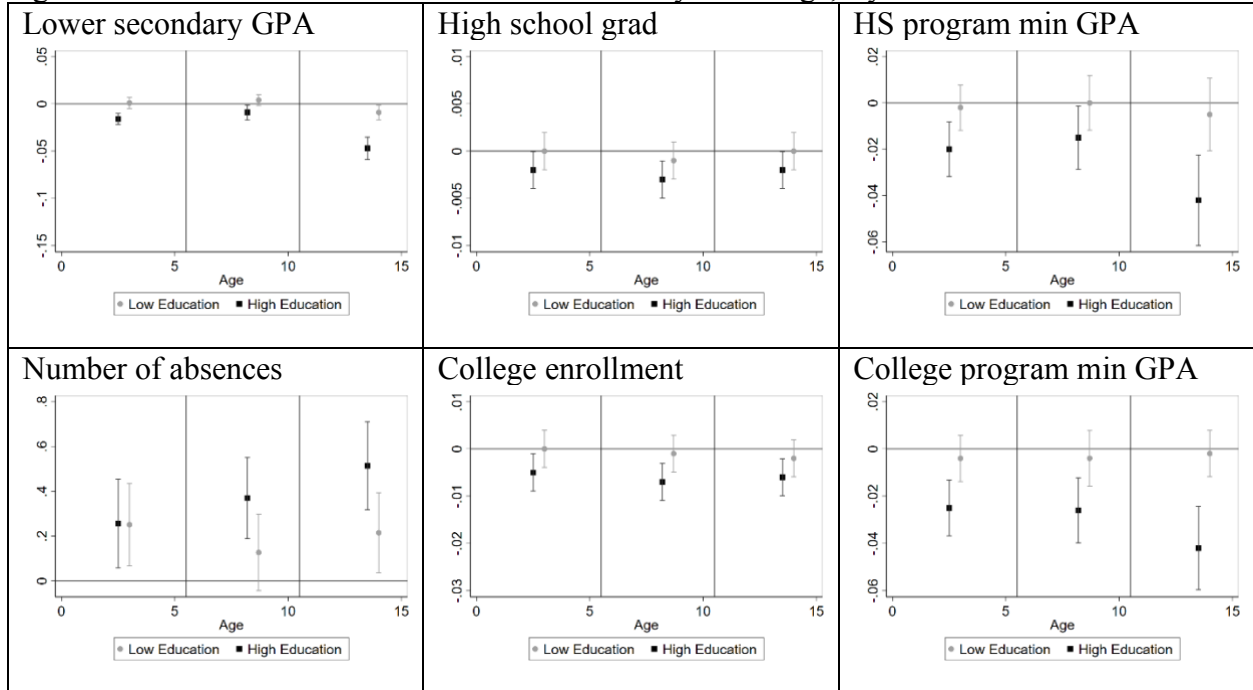 Lower secondary GPA
.05
0
-.05
-.1
-.15
0 5 10 15
Age
Low Education High Education
High school grad
.01
.005
0
-.005
-.01
0 5 10 15
Age
Low Education High Education
HS program min GPA
.02
0
-.02
-.04
-.06
0 5 10 15
Age
Low Education High Education
Number of absences
.8
.6
.4
.2
0
0 5 10 15
Age
Low Education High Education
College enrollment
.01
0
-.01
-.02
-.03
0 5 10 15
Age
Low Education High Education
College program min GPA
.02
0
-.02
-.04
-.06
0 5 10 15
Age
Low Education High Education